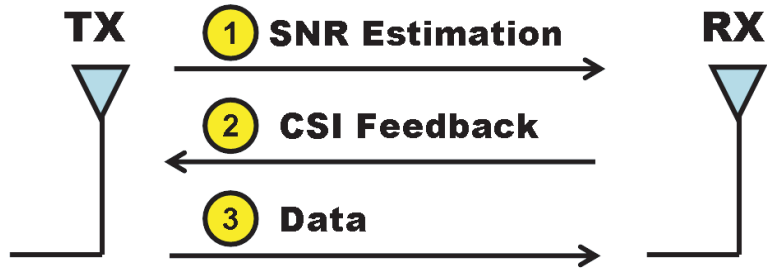 TX
RX
1 SNR Estimation
2 CSI Feedback
3 Data